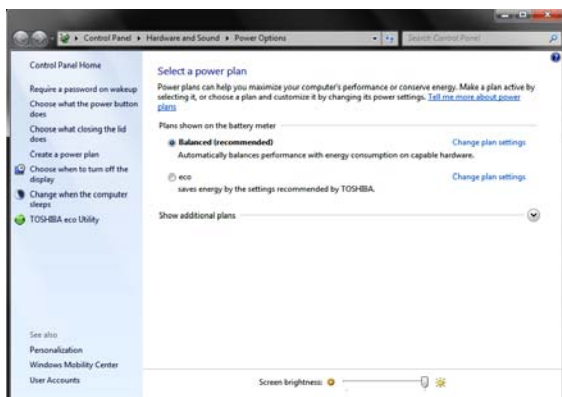 Control Panel ▸ Hardware and Sound ▸ Power Options
Search Control Panel
Control Panel Home
Require a password on wakeup
Choose what the power button
does
Choose what closing the lid
does
Create a power plan
Choose when to turn off the
display
Change when the computer
sleeps
TOSHIBA eco Utility
See also
Personalization
Windows Mobility Center
User Accounts
Select a power plan
Power plans can help you maximize your computer's performance or conserve energy. Make a plan active by
selecting it, or choose a plan and customize it by changing its power settings. Tell me more about power
plans
Plans shown on the battery meter
Balanced (recommended) Change plan settings
Automatically balances performance with energy consumption on capable hardware.
eco Change plan settings
saves energy by the settings recommended by TOSHIBA.
Show additional plans
Screen brightness: